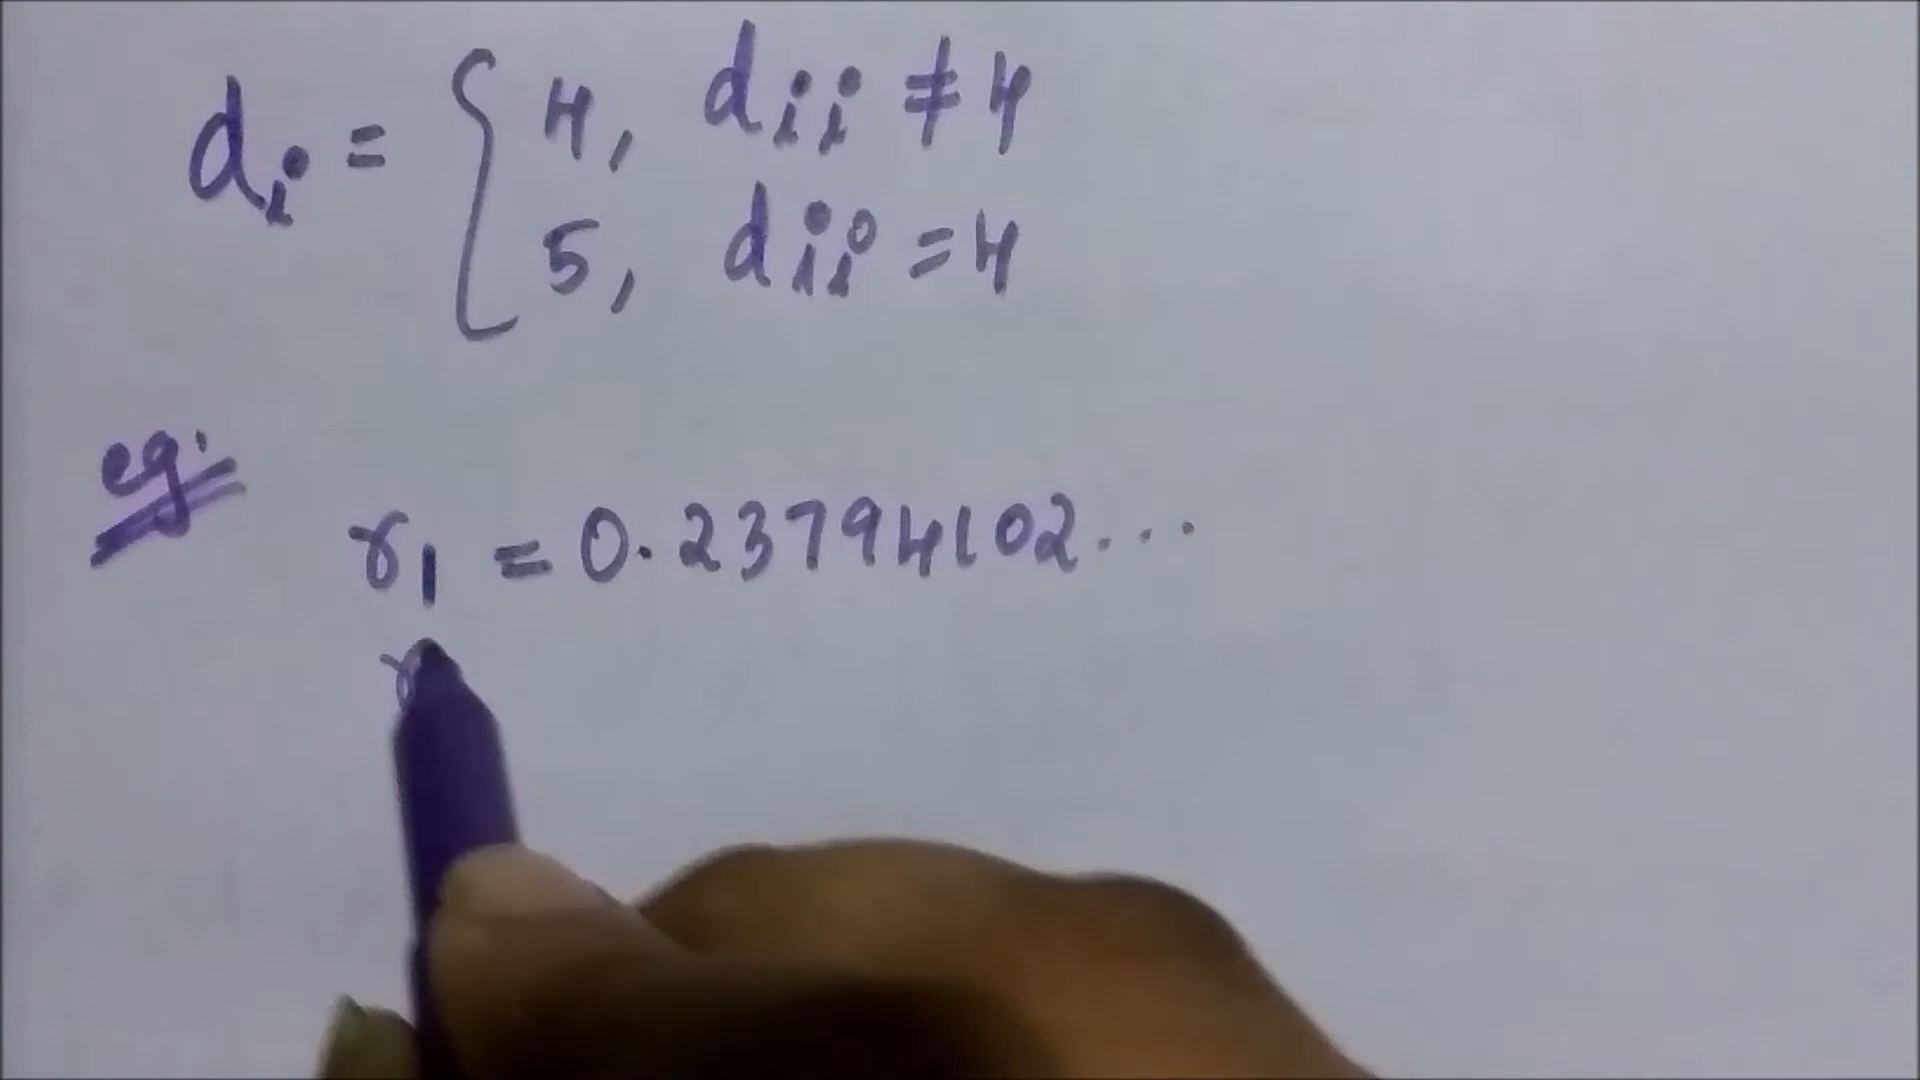 di = { 4, dii ≠ 4
5, dii = 4
eg:
r1 = 0.23794102...
r